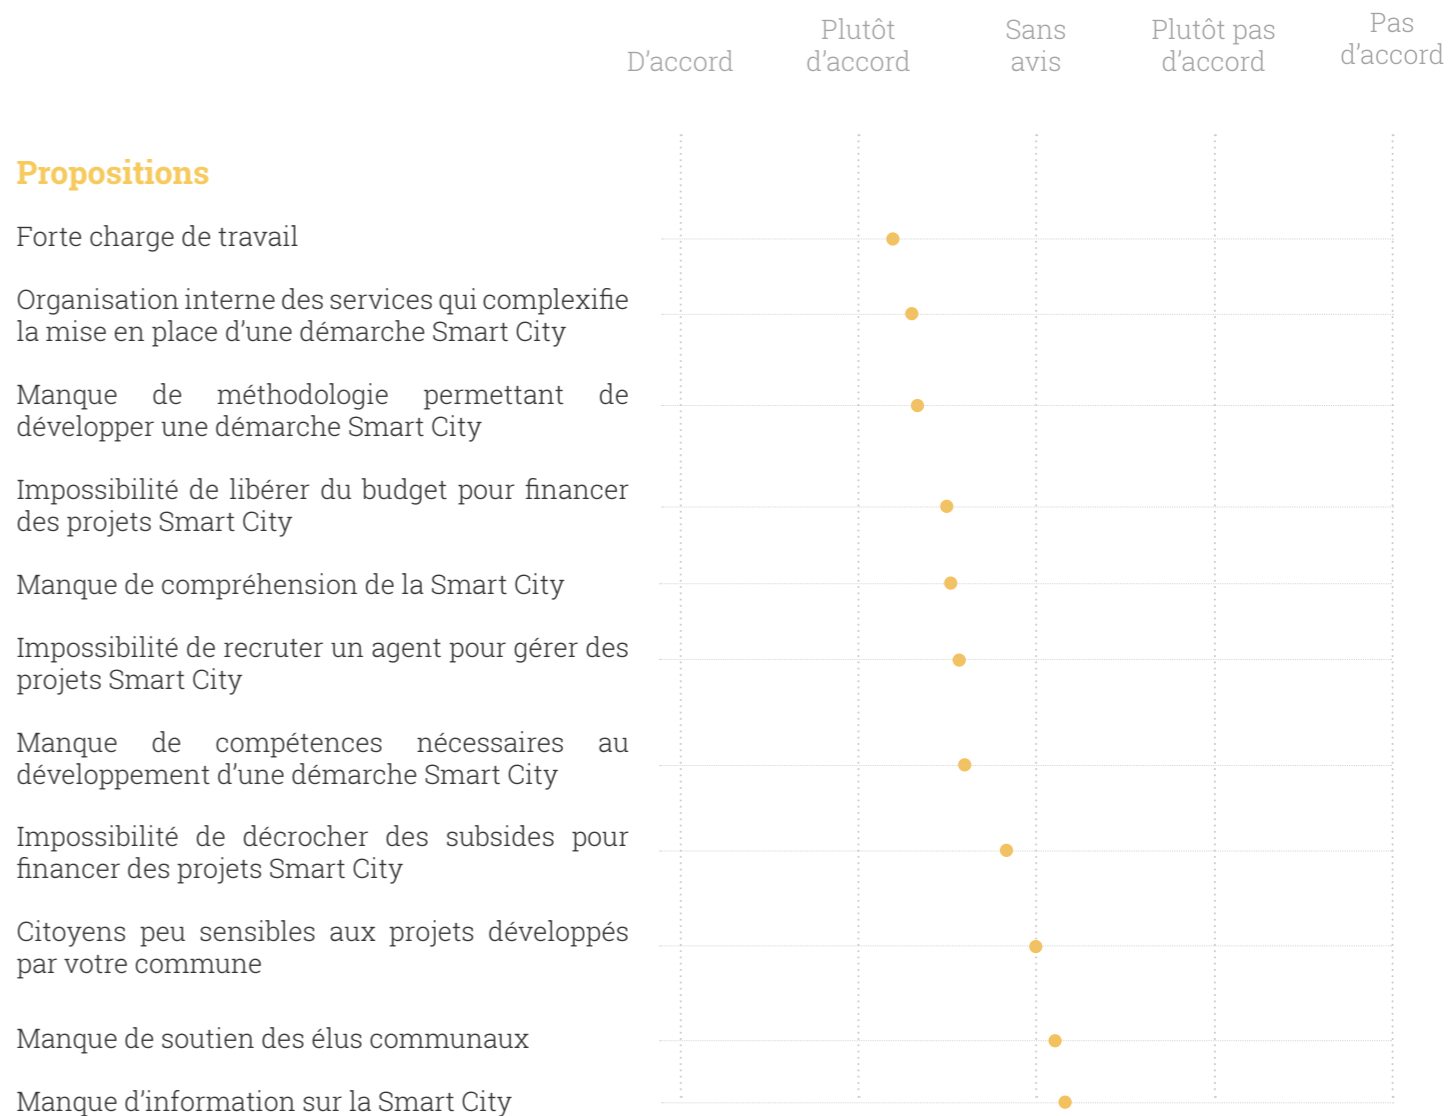 D'accord
Plutôt
d'accord
Sans
avis
Plutôt pas
d'accord
Pas
d'accord
Propositions
Forte charge de travail
Organisation interne des services qui complexifie
la mise en place d'une démarche Smart City
Manque de méthodologie permettant de
développer une démarche Smart City
Impossibilité de libérer du budget pour financer
des projets Smart City
Manque de compréhension de la Smart City
Impossibilité de recruter un agent pour gérer des
projets Smart City
Manque de compétences nécessaires au
développement d'une démarche Smart City
Impossibilité de décrocher des subsides pour
financer des projets Smart City
Citoyens peu sensibles aux projets développés
par votre commune
Manque de soutien des élus communaux
Manque d'information sur la Smart City